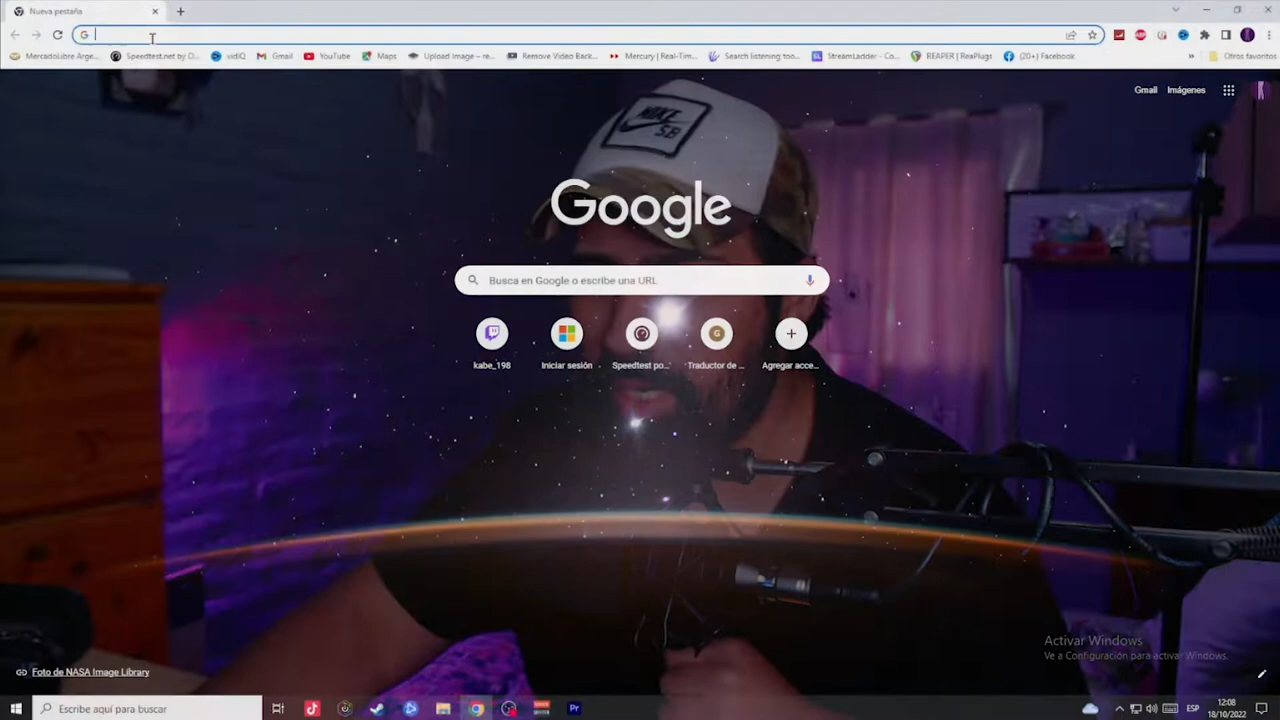 Nueva pestaña
MercadoLibre Arge...
Speedtest.net by O...
vidIQ
Gmail
YouTube
Maps
Upload Image – re...
Remove Video Back...
Mercury | Real-Tim...
Search listening too...
StreamLadder - Co...
REAPER | ReaPlugs
(20+) Facebook
»
Otros favoritos
Gmail
Imágenes
NIKE
SB
Google
Busca en Google o escribe una URL
kabe_198
Iniciar sesión
Speedtest po...
Traductor de ...
Agregar acce...
Activar Windows
Ve a Configuración para activar Windows.
Foto de NASA Image Library
Escribe aquí para buscar
Pr
ESP
12:08
18/10/2022